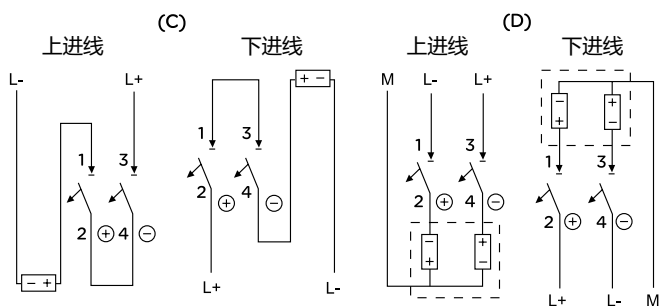 (C) (D)
上进线 下进线 上进线 下进线
L- L+ M L- L+
+ -
1 3 1 3 1 3 1 3
- + - +
2 + 4 - 2 + 4 - 2 + 4 - 2 + 4 -
- + - +
- +
L+ L- L+ L- M